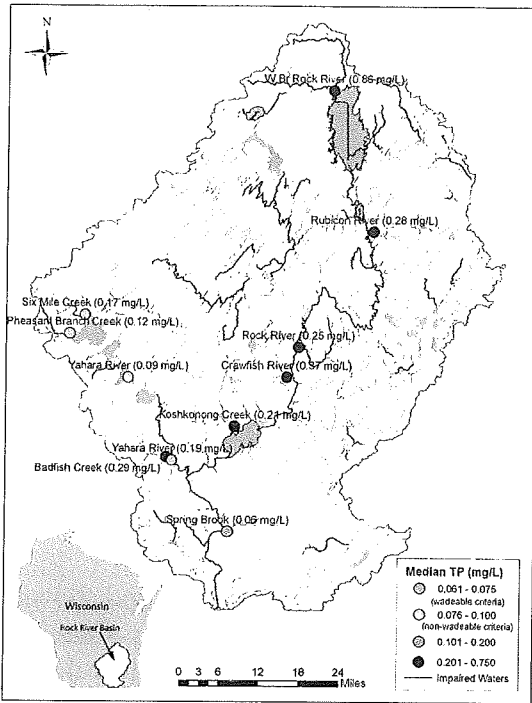 N
W Br Rock River (0.66 mg/L)
Rubicon River (0.28 mg/L)
Six Mile Creek (0.17 mg/L)
Pheasant Branch Creek (0.12 mg/L)
Rock River (0.25 mg/L)
Yahara River (0.09 mg/L)
Crawfish River (0.37 mg/L)
Koshkonong Creek (0.21 mg/L)
Yahara River (0.19 mg/L)
Badfish Creek (0.29 mg/L)
Spring Brook (0.06 mg/L)
Median TP (mg/L)
0.061 - 0.075
(wadeable criteria)
0.076 - 0.100
(non-wadeable criteria)
0.101 - 0.200
0.201 - 0.750
Impaired Waters
Wisconsin
Rock River Basin
0 3 6 12 18 24
Miles